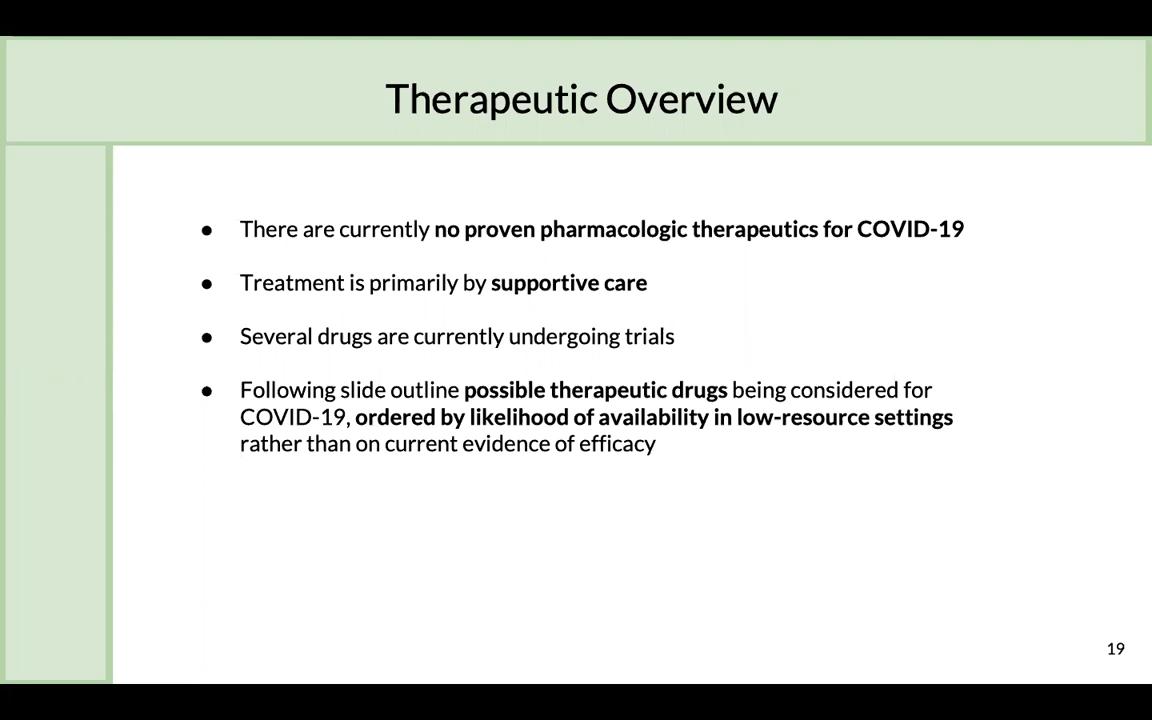 Therapeutic Overview
● There are currently no proven pharmacologic therapeutics for COVID-19
● Treatment is primarily by supportive care
● Several drugs are currently undergoing trials
● Following slide outline possible therapeutic drugs being considered for
COVID-19, ordered by likelihood of availability in low-resource settings
rather than on current evidence of efficacy
19